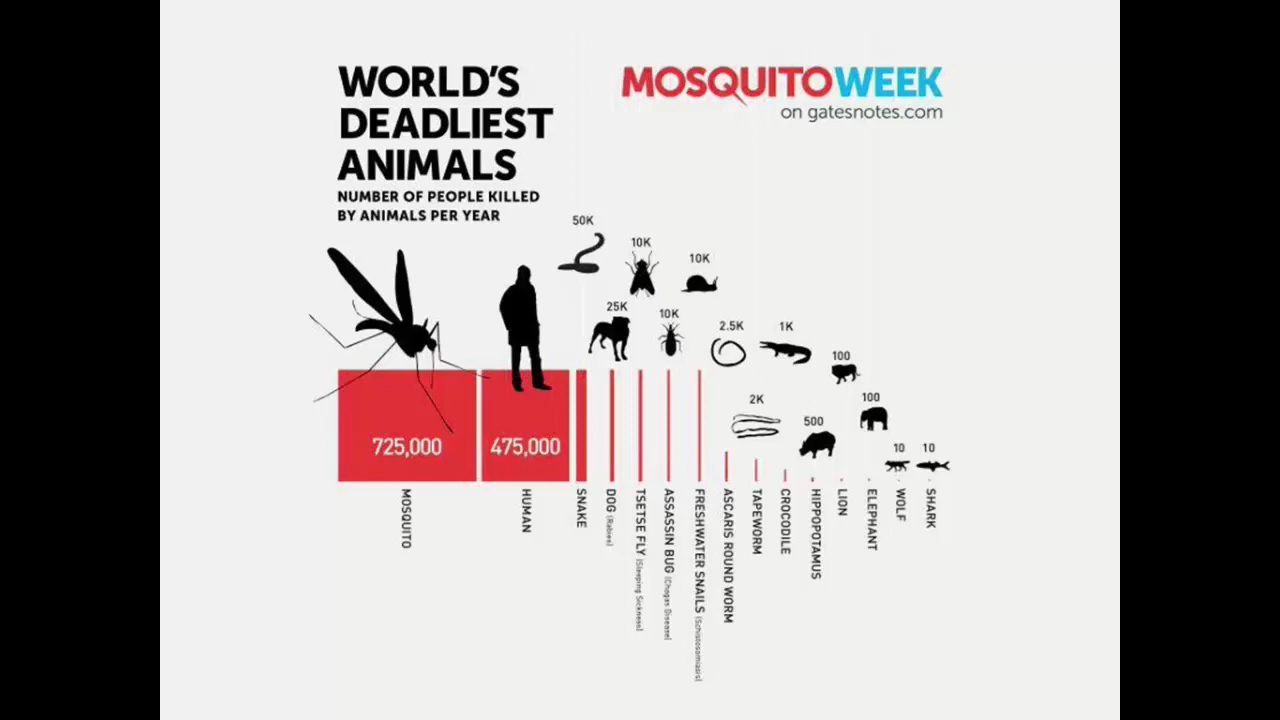 WORLD'S
DEADLIEST
ANIMALS
NUMBER OF PEOPLE KILLED
BY ANIMALS PER YEAR
MOSQUITOWEEK
on gatesnotes.com
50K
10K
10K
25K
10K
2.5K
1K
100
2K
100
500
10
10
725,000
475,000
MOSQUITO
HUMAN
SNAKE
DOG (Rabies)
TSETSE FLY (Sleeping Sickness)
ASSASSIN BUG (Chagas Disease)
FRESHWATER SNAILS (Schistosomiasis)
ASCARIS ROUND WORM
TAPEWORM
CROCODILE
HIPPOPOTAMUS
LION
ELEPHANT
WOLF
SHARK